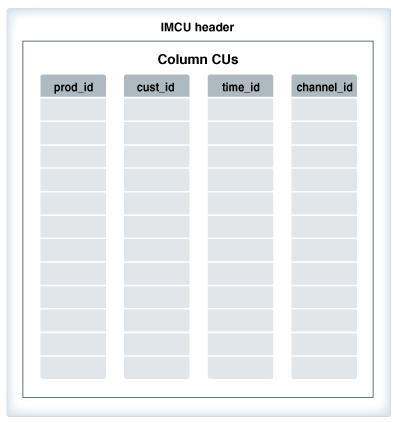 IMCU header
Column CUs
prod_id cust_id time_id channel_id